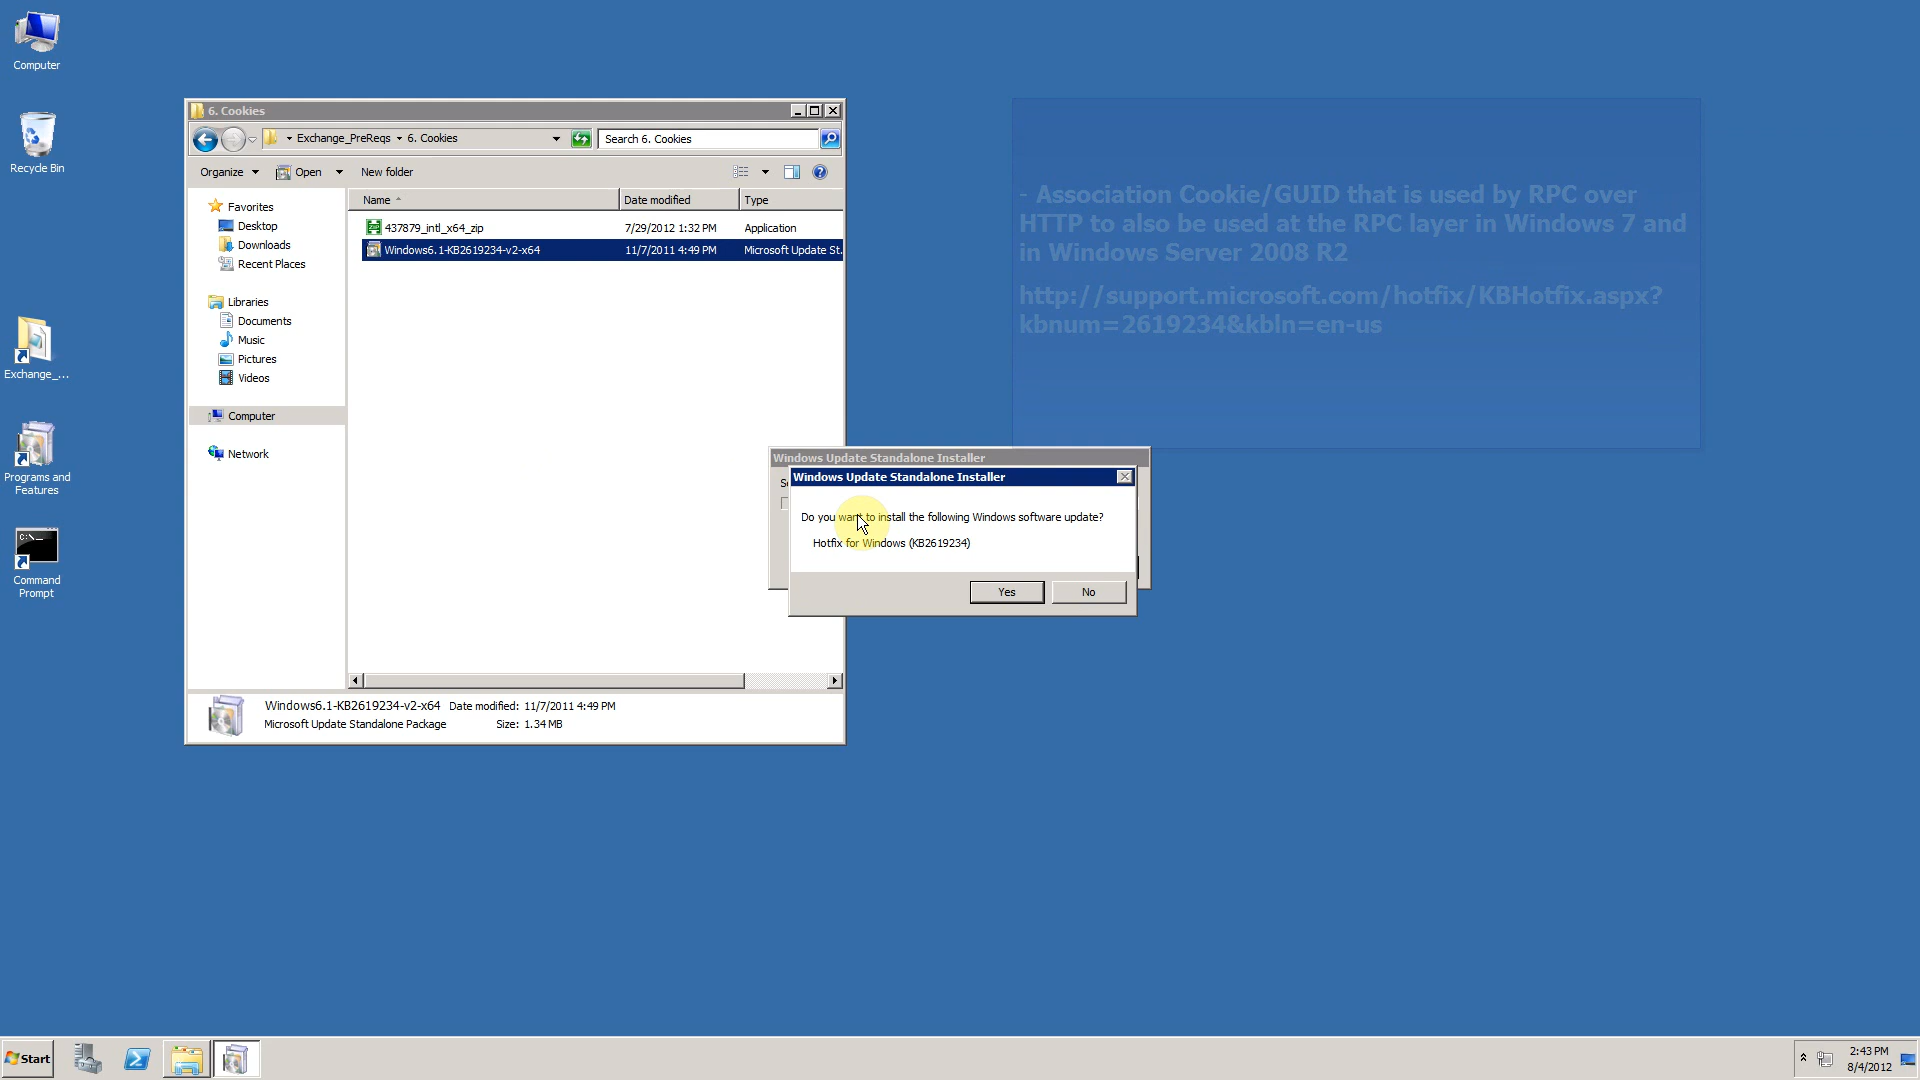 Computer
Recycle Bin
Exchange_...
Programs and
Features
Command
Prompt
6. Cookies
Exchange_PreReqs
6. Cookies
Search 6. Cookies
Organize
Open
New folder
Favorites
Desktop
Downloads
Recent Places
Libraries
Documents
Music
Pictures
Videos
Computer
Network
Name
Date modified
Type
437879_intl_x64_zip
7/29/2012 1:32 PM
Application
Windows6.1-KB2619234-v2-x64
11/7/2011 4:49 PM
Microsoft Update St.
Windows6.1-KB2619234-v2-x64 Date modified: 11/7/2011 4:49 PM
Microsoft Update Standalone Package Size: 1.34 MB
- Association Cookie/GUID that is used by RPC over
HTTP to also be used at the RPC layer in Windows 7 and
in Windows Server 2008 R2
http://support.microsoft.com/hotfix/KBHotfix.aspx?
kbnum=2619234&kbln=en-us
Windows Update Standalone Installer
Windows Update Standalone Installer
Do you want to install the following Windows software update?
Hotfix for Windows (KB2619234)
Yes
No
Start
2:43 PM
8/4/2012